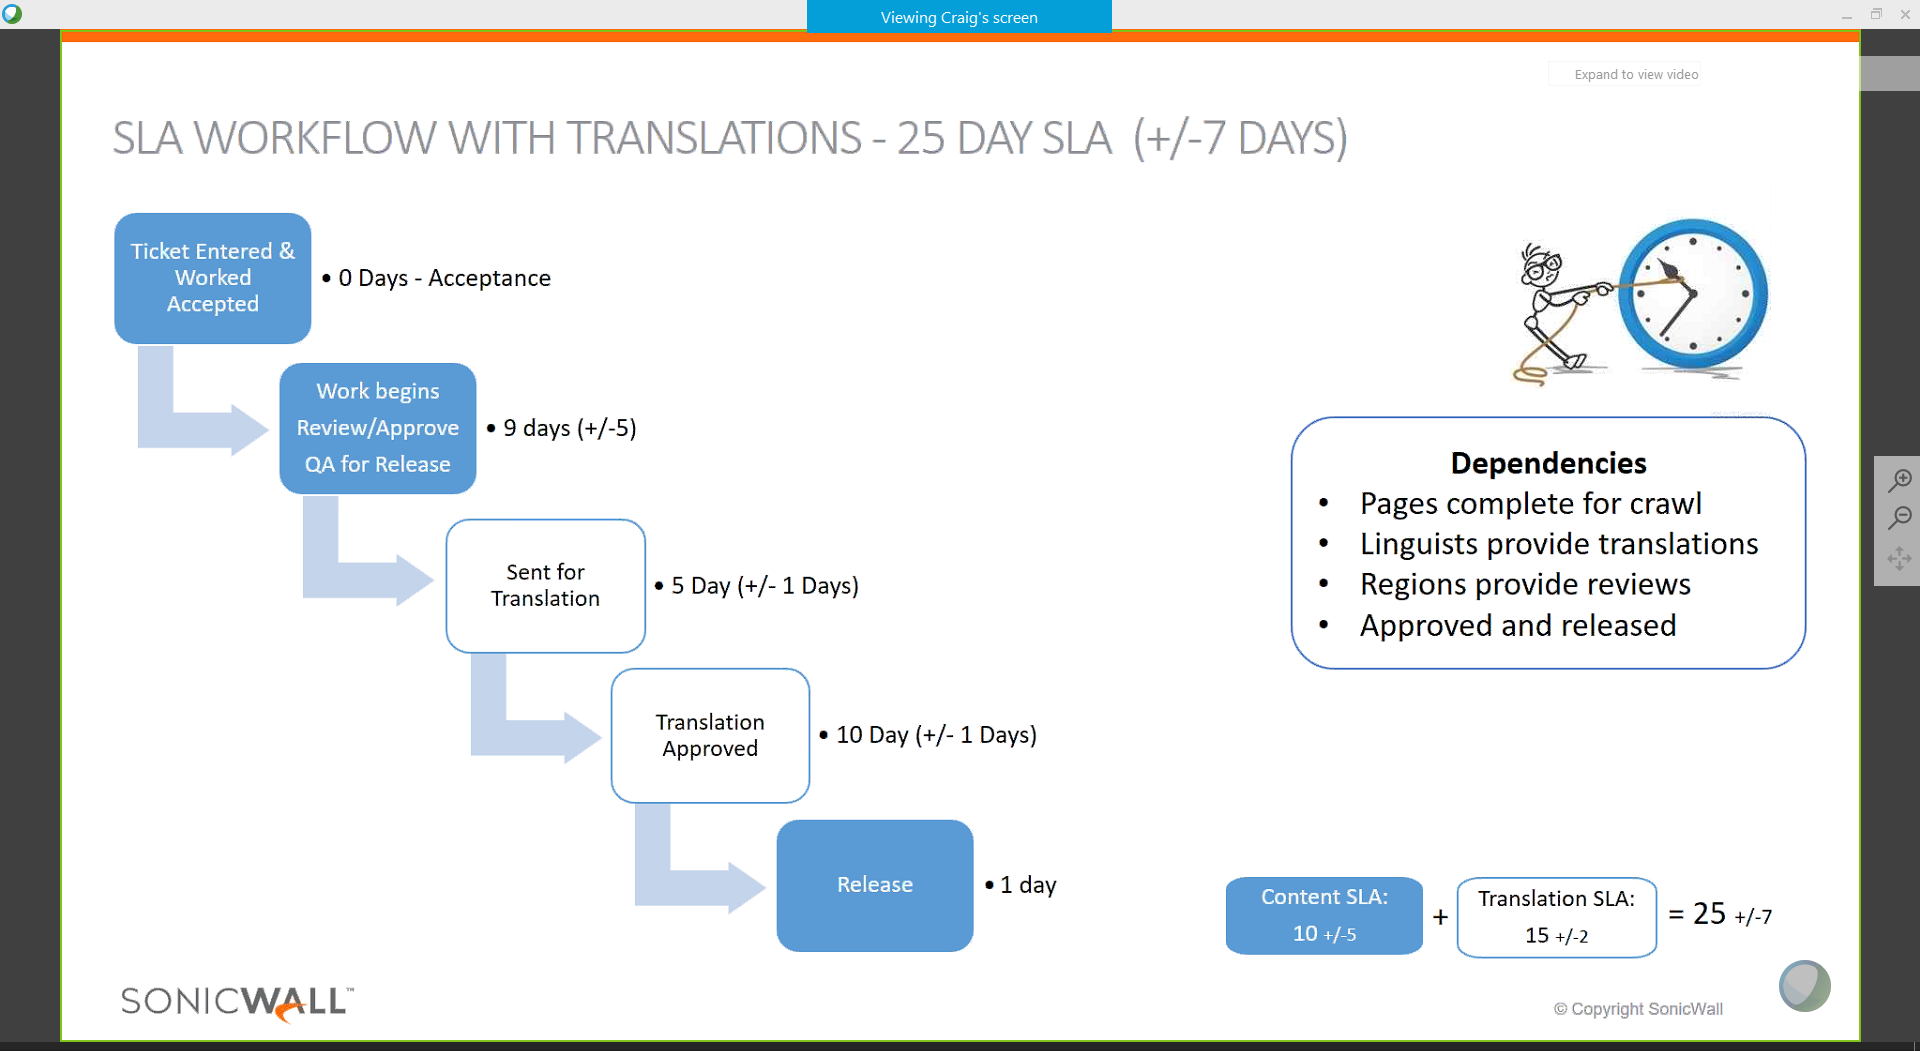 Viewing Craig's screen
Expand to view video
SLA WORKFLOW WITH TRANSLATIONS - 25 DAY SLA (+/-7 DAYS)
Ticket Entered &
Worked
Accepted
• 0 Days - Acceptance
Work begins
Review/Approve
QA for Release
• 9 days (+/-5)
Sent for
Translation
• 5 Day (+/- 1 Days)
Translation
Approved
• 10 Day (+/- 1 Days)
Release
• 1 day
Dependencies
• Pages complete for crawl
• Linguists provide translations
• Regions provide reviews
• Approved and released
Content SLA:
10 +/-5
+
Translation SLA:
15 +/-2
= 25 +/-7
SONICWALL™
© Copyright SonicWall